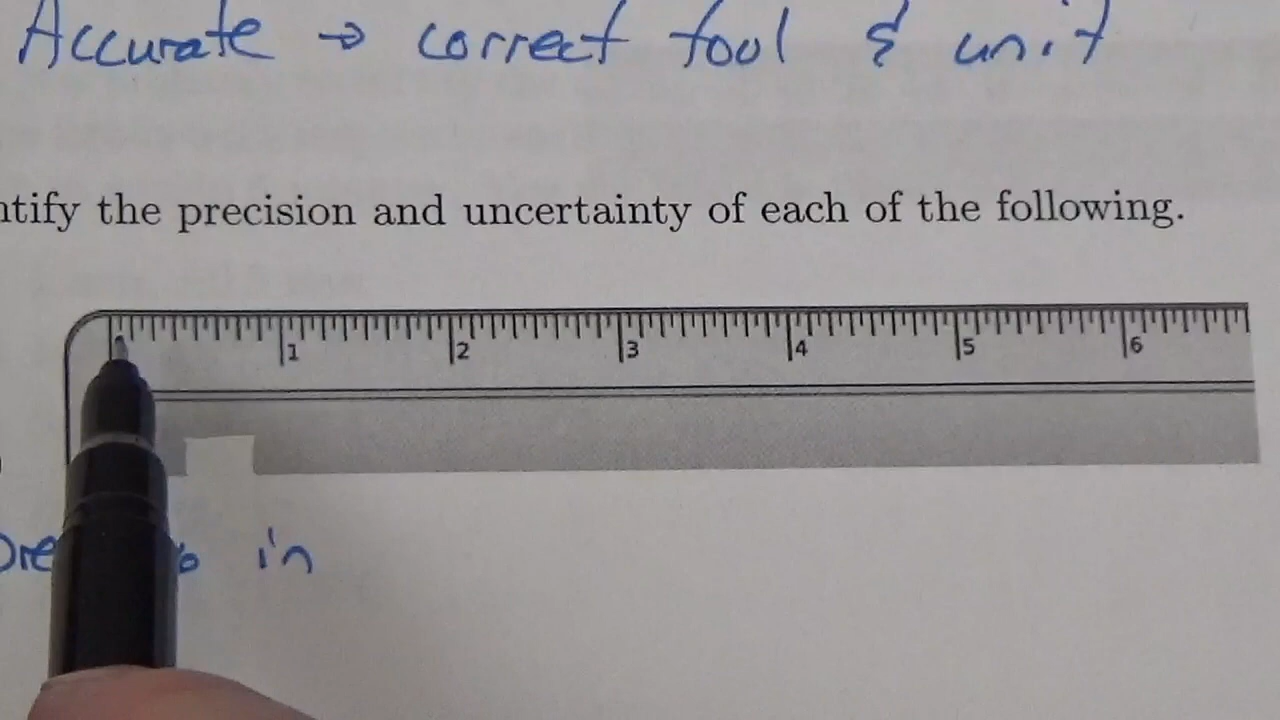 Accurate → correct tool & unit
ntify the precision and uncertainty of each of the following.
1 2 3 4 5 6
in